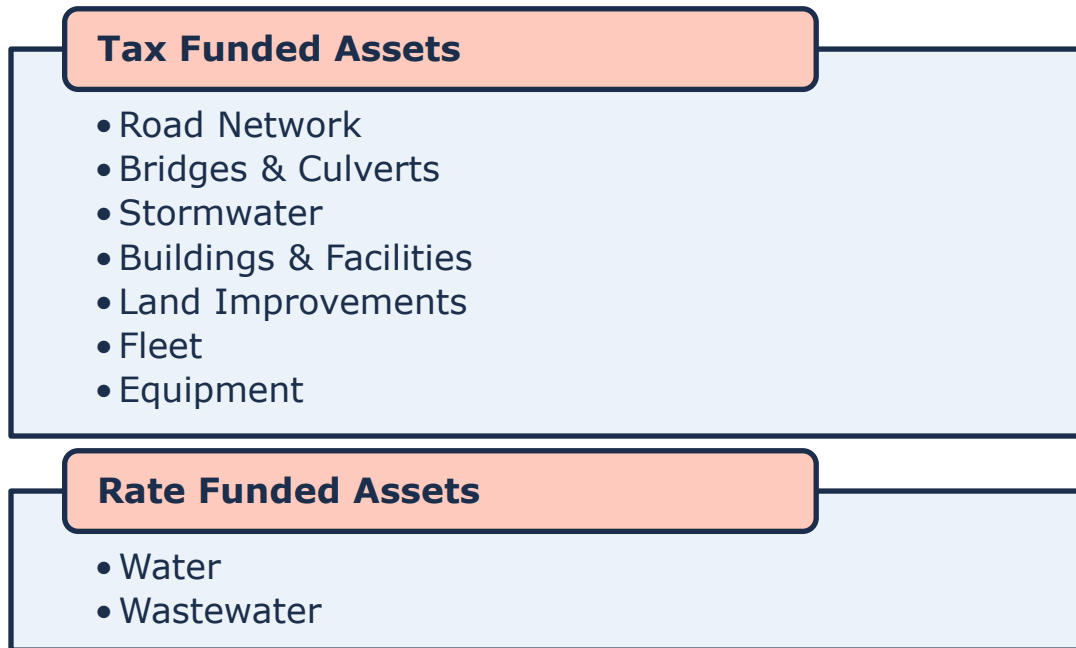 Tax Funded Assets
• Road Network
• Bridges & Culverts
• Stormwater
• Buildings & Facilities
• Land Improvements
• Fleet
• Equipment
Rate Funded Assets
• Water
• Wastewater